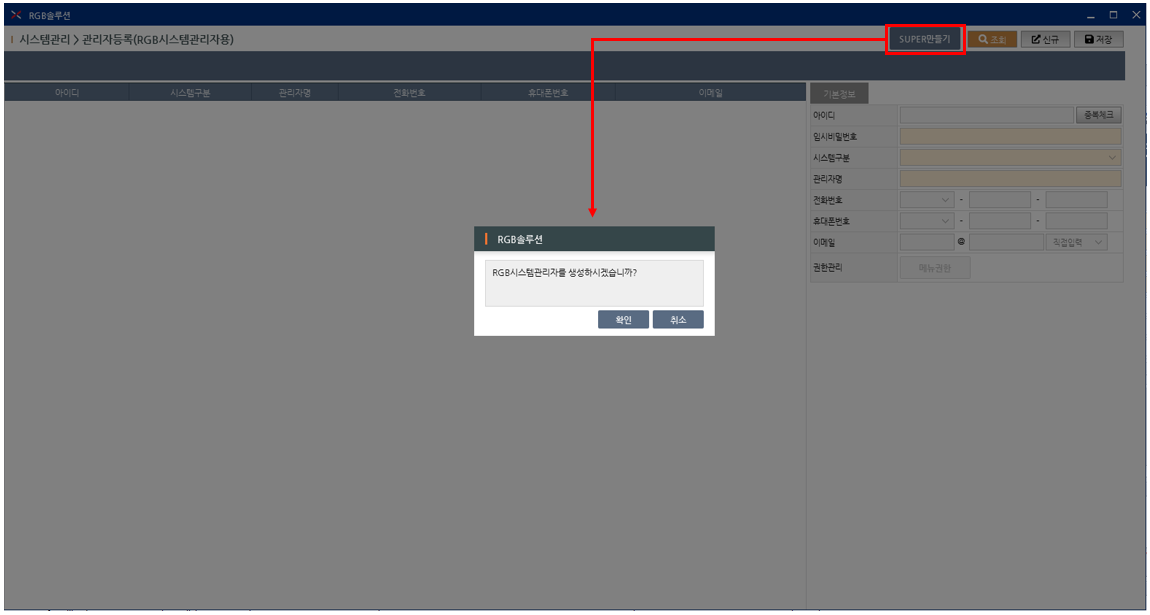 RGB솔루션
시스템관리 > 관리자등록(RGB시스템관리자용)
SUPER만들기 조회 신규 저장
아이디 시스템구분 관리자명 전화번호 휴대폰번호 이메일
기본정보
아이디 중복체크
임시비밀번호
시스템구분
관리자명
전화번호 - -
휴대폰번호 - -
이메일 @ 직접입력
권한관리 메뉴권한
RGB솔루션
RGB시스템관리자를 생성하시겠습니까?
확인 취소